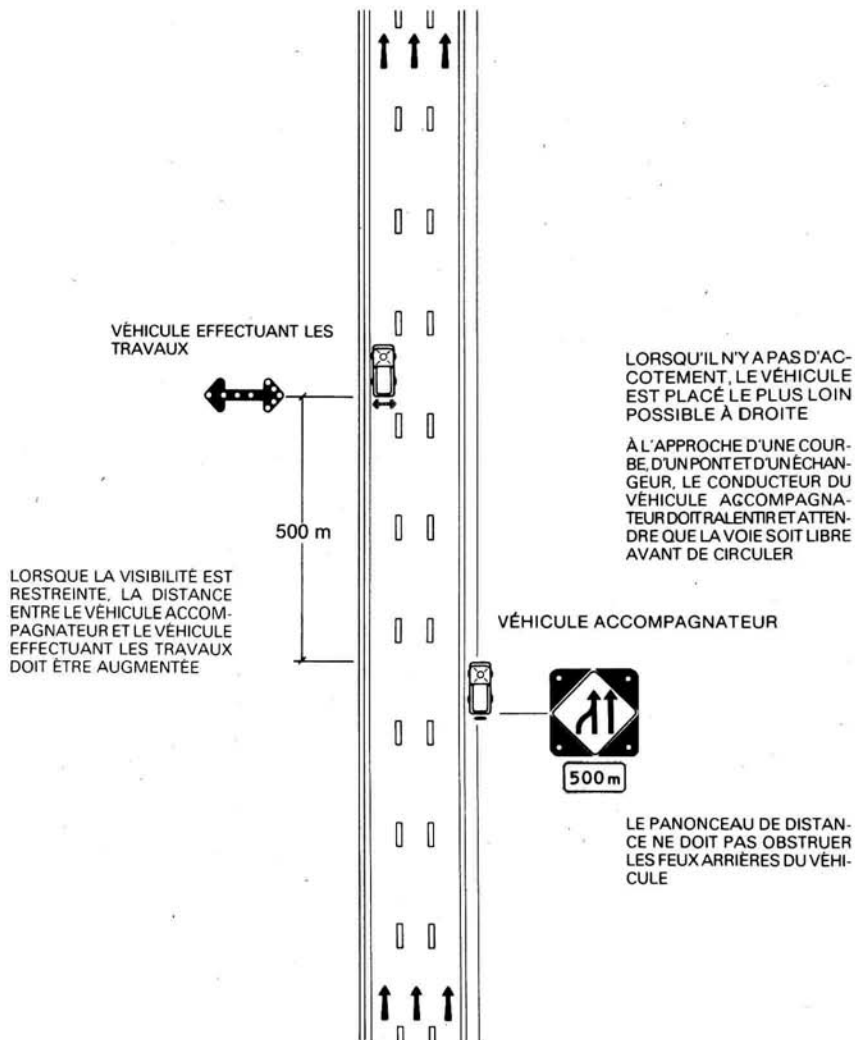 VÉHICULE EFFECTUANT LES
TRAVAUX
LORSQU'IL N'Y A PAS D'AC-
COTEMENT, LE VÉHICULE
EST PLACÉ LE PLUS LOIN
POSSIBLE À DROITE
À L'APPROCHE D'UNE COUR-
BE, D'UN PONT ET D'UN ÉCHAN-
GEUR, LE CONDUCTEUR DU
VÉHICULE ACCOMPAGNA-
TEUR DOIT RALENTIR ET ATTEN-
DRE QUE LA VOIE SOIT LIBRE
AVANT DE CIRCULER
500 m
LORSQUE LA VISIBILITÉ EST
RESTREINTE, LA DISTANCE
ENTRE LE VÉHICULE ACCOM-
PAGNATEUR ET LE VÉHICULE
EFFECTUANT LES TRAVAUX
DOIT ÊTRE AUGMENTÉE
VÉHICULE ACCOMPAGNATEUR
500 m
LE PANONCEAU DE DISTAN-
CE NE DOIT PAS OBSTRUER
LES FEUX ARRIÈRES DU VÉHI-
CULE